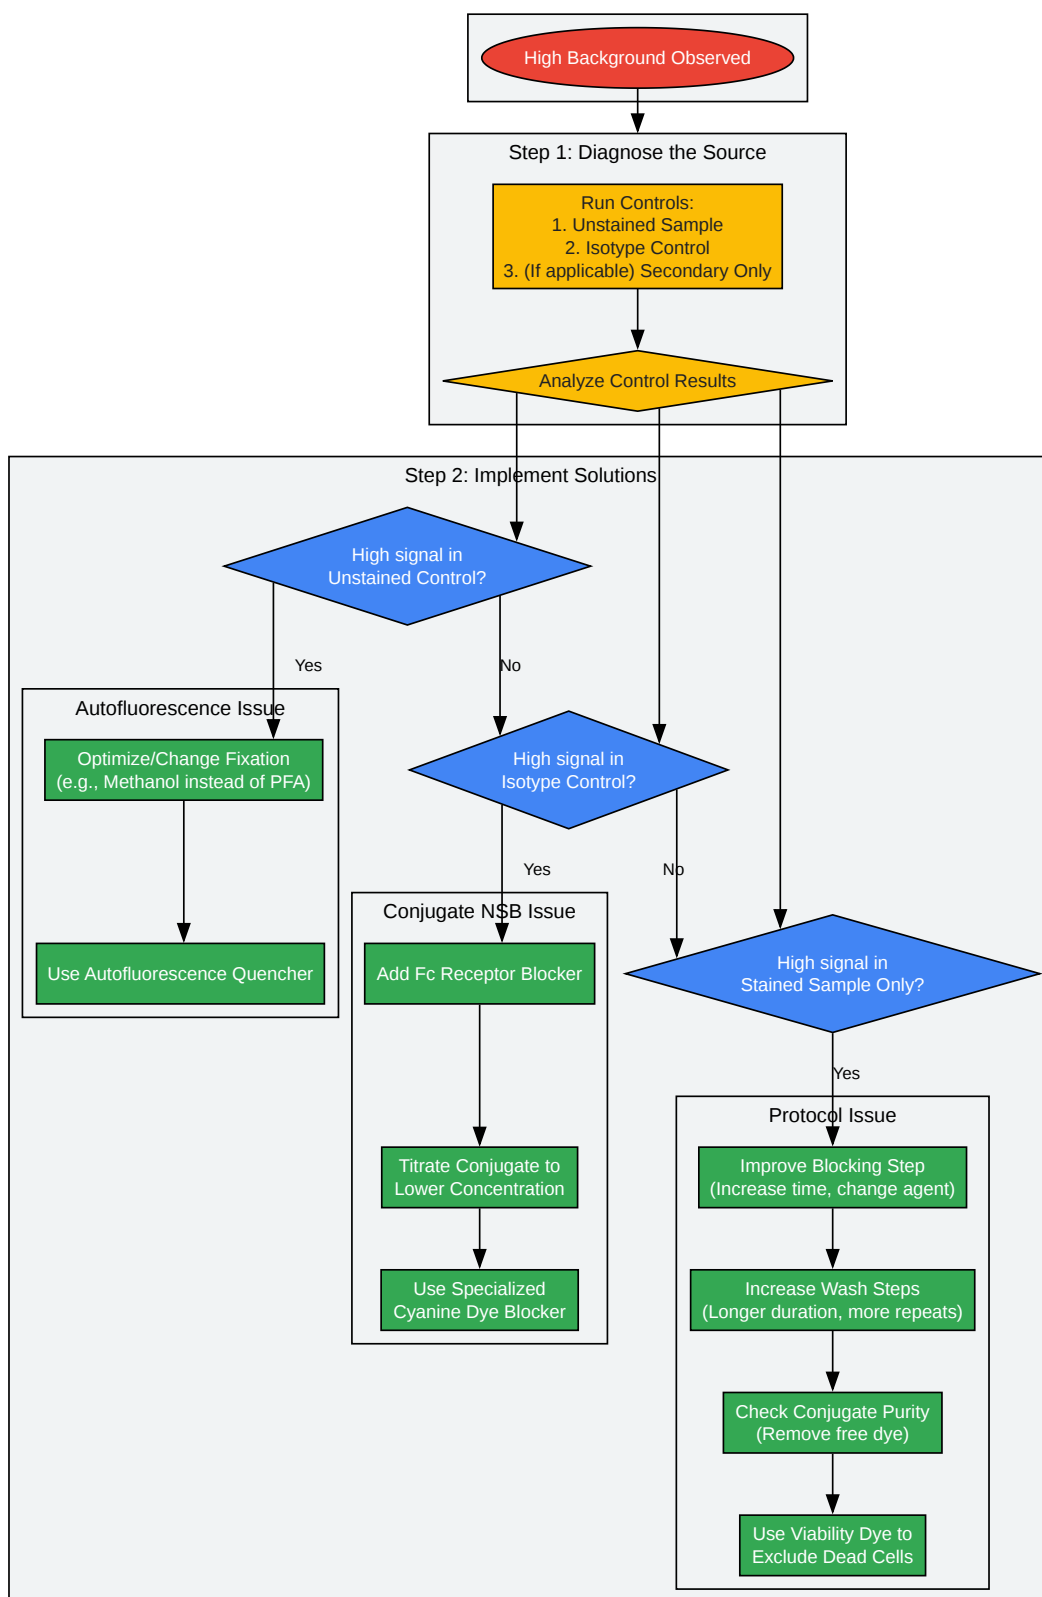 High Background Observed
Step 1: Diagnose the Source
Run Controls:
1. Unstained Sample
2. Isotype Control
3. (If applicable) Secondary Only
Analyze Control Results
Step 2: Implement Solutions
High signal in
Unstained Control?
Yes
No
Autofluorescence Issue
Optimize/Change Fixation
(e.g., Methanol instead of PFA)
Use Autofluorescence Quencher
High signal in
Isotype Control?
Yes
No
Conjugate NSB Issue
Add Fc Receptor Blocker
Titrate Conjugate to
Lower Concentration
Use Specialized
Cyanine Dye Blocker
High signal in
Stained Sample Only?
Yes
Protocol Issue
Improve Blocking Step
(Increase time, change agent)
Increase Wash Steps
(Longer duration, more repeats)
Check Conjugate Purity
(Remove free dye)
Use Viability Dye to
Exclude Dead Cells